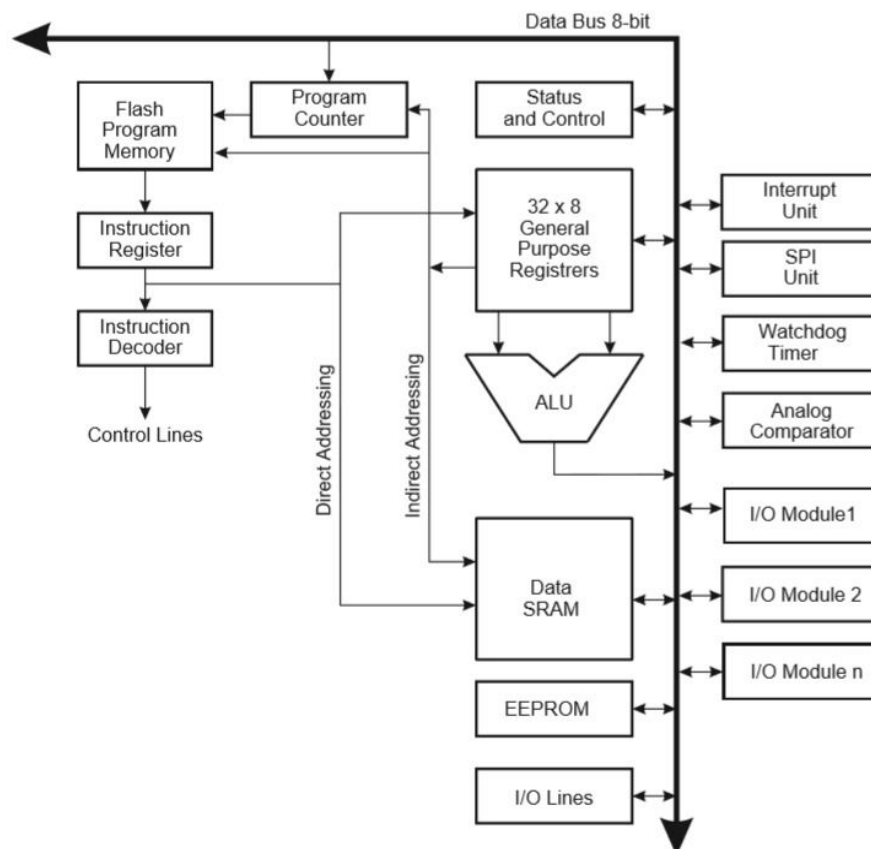 Data Bus 8-bit
Flash
Program
Memory
Program
Counter
Status
and Control
Interrupt
Unit
32 x 8
General
Purpose
Registrers
Instruction
Register
SPI
Unit
Instruction
Decoder
Watchdog
Timer
ALU
Analog
Comparator
Control Lines
Direct Addressing
Indirect Addressing
I/O Module1
Data
SRAM
I/O Module 2
I/O Module n
EEPROM
I/O Lines